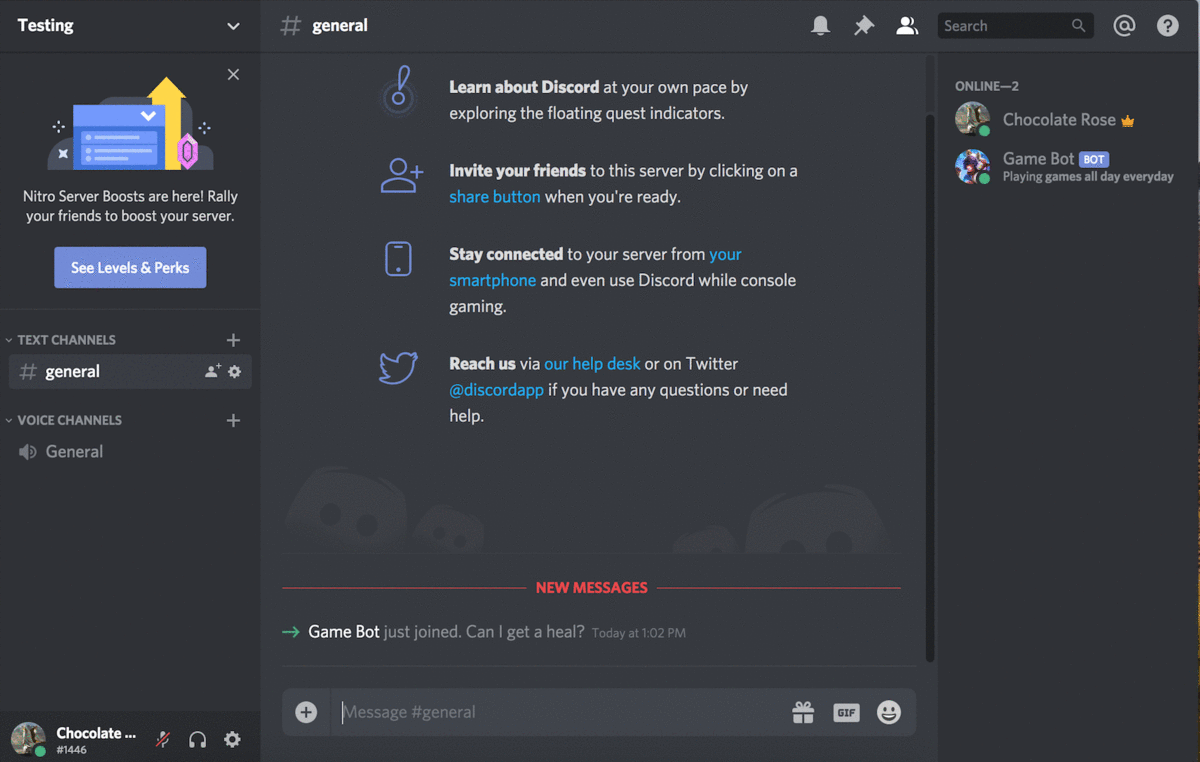 Testing
Nitro Server Boosts are here! Rally
your friends to boost your server.
See Levels & Perks
TEXT CHANNELS
# general
VOICE CHANNELS
General
Chocolate ...
#1446
# general
Learn about Discord at your own pace by
exploring the floating quest indicators.
Invite your friends to this server by clicking on a
share button when you're ready.
Stay connected to your server from your
smartphone and even use Discord while console
gaming.
Reach us via our help desk or on Twitter
@discordapp if you have any questions or need
help.
NEW MESSAGES
Game Bot just joined. Can I get a heal? Today at 1:02 PM
Message #general
GIF
Search
@
?
ONLINE—2
Chocolate Rose
Game Bot BOT
Playing games all day everyday